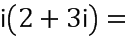 i(2 + 3i) =